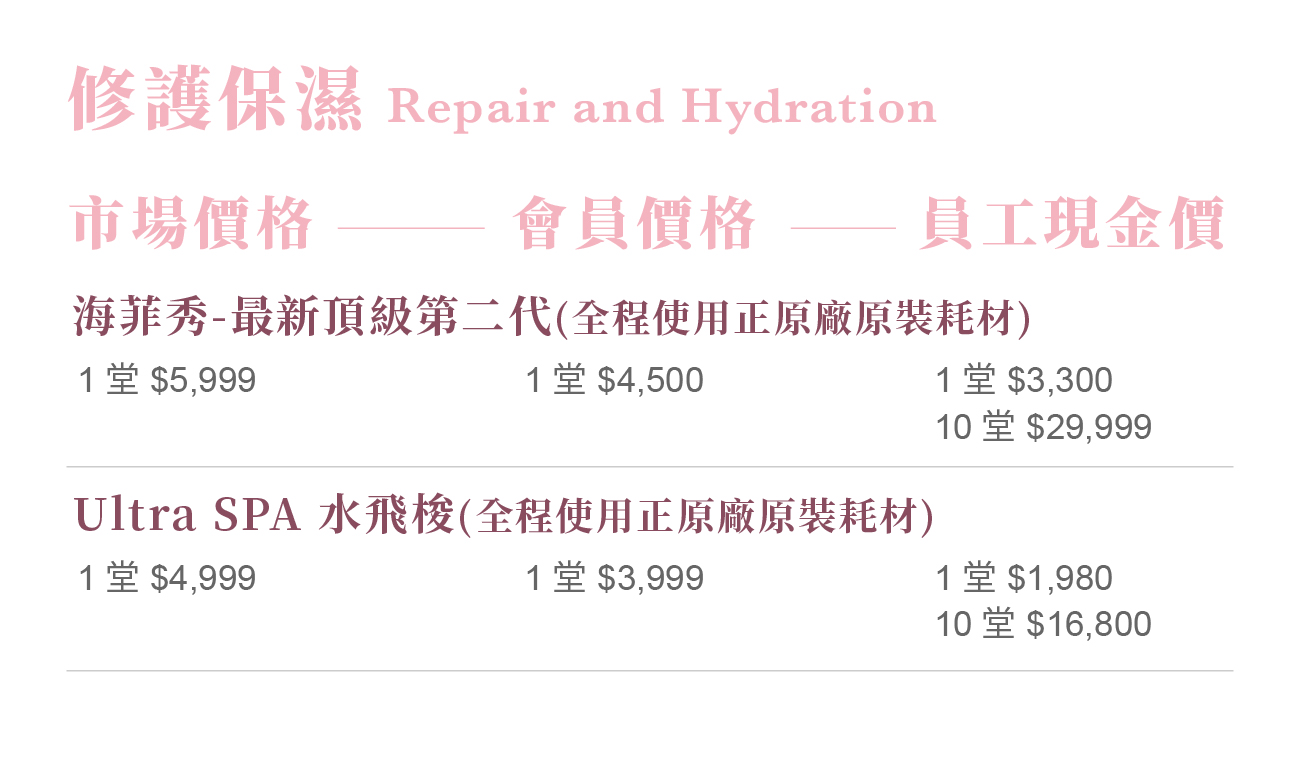 修護保濕 Repair and Hydration
市場價格 會員價格 員工現金價
海菲秀-最新頂級第二代(全程使用正原廠原裝耗材)
1 堂 $5,999 1 堂 $4,500 1 堂 $3,300
10 堂 $29,999
Ultra SPA 水飛梭(全程使用正原廠原裝耗材)
1 堂 $4,999 1 堂 $3,999 1 堂 $1,980
10 堂 $16,800